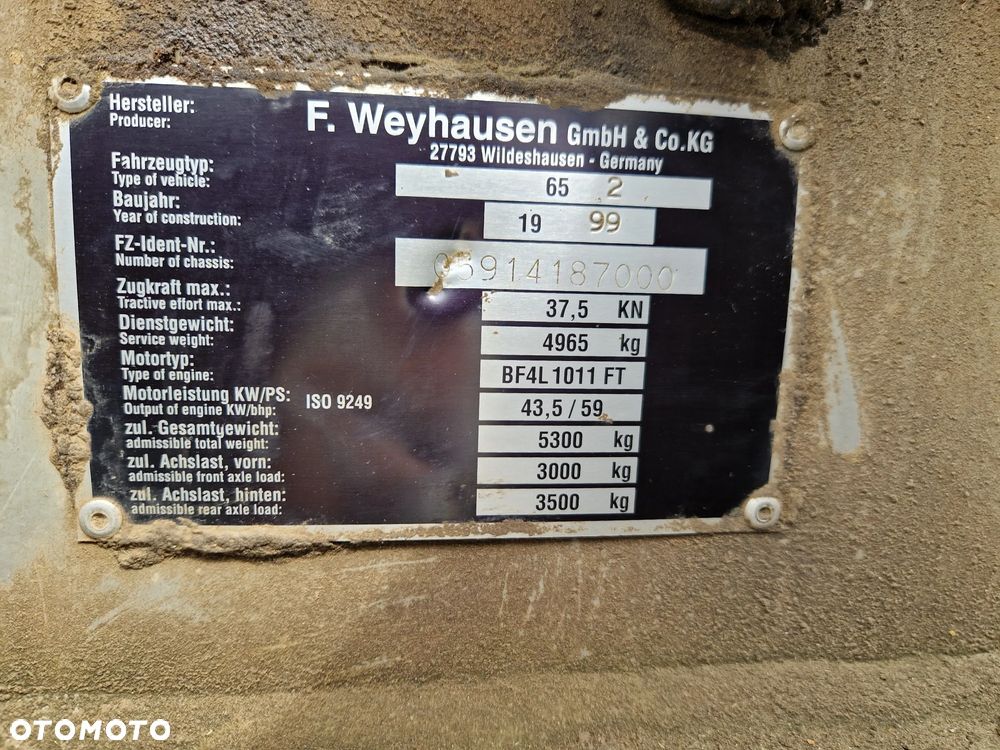 Hersteller: F. Weyhausen GmbH & Co.KG
Producer:
27793 Wildeshausen - Germany
Fahrzeugtyp:
Type of vehicle: 65 2
Baujahr:
Year of construction: 19 99
FZ-Ident-Nr.:
Number of chassis: 05914187000
Zugkraft max.:
Tractive effort max.: 37,5 KN
Dienstgewicht:
Service weight: 4965 kg
Motortyp:
Type of engine: BF4L 1011 FT
Motorleistung KW/PS: ISO 9249
Output of engine KW/bhp: 43,5 / 59
zul. Gesamtgewicht:
admissible total weight: 5300 kg
zul. Achslast, vorn:
admissible front axle load: 3000 kg
zul. Achslast, hinten:
admissible rear axle load: 3500 kg
OTOMOTO